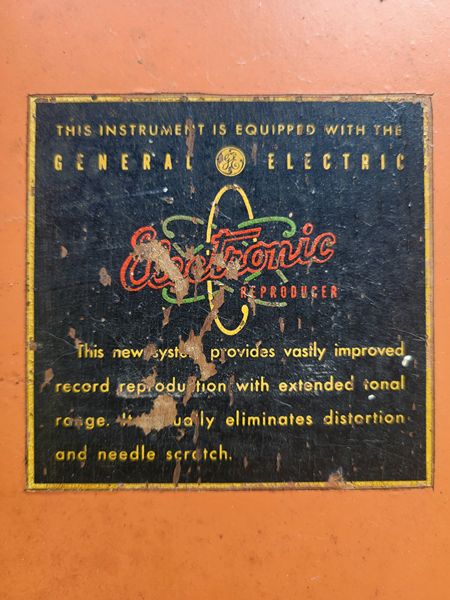 THIS INSTRUMENT IS EQUIPPED WITH THE
GENERAL GE ELECTRIC
Electronic
REPRODUCER
This new system provides vastly improved
record reproduction with extended tonal
range. eliminates distortion
and needle scratch.